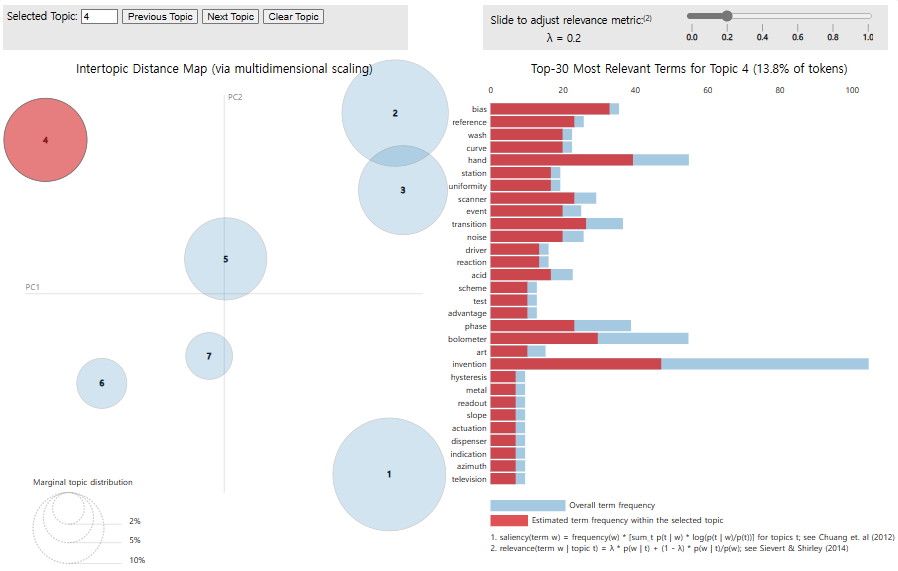 Selected Topic: 4 Previous Topic Next Topic Clear Topic
Slide to adjust relevance metric:(2)
λ = 0.2
0.0 0.2 0.4 0.6 0.8 1.0
Intertopic Distance Map (via multidimensional scaling)
PC2
PC1
4
2
3
5
7
6
1
Marginal topic distribution
2%
5%
10%
Top-30 Most Relevant Terms for Topic 4 (13.8% of tokens)
0 20 40 60 80 100
bias
reference
wash
curve
hand
station
uniformity
scanner
event
transition
noise
driver
reaction
acid
scheme
test
advantage
phase
bolometer
art
invention
hysteresis
metal
readout
slope
actuation
dispenser
indication
azimuth
television
Overall term frequency
Estimated term frequency within the selected topic
1. saliency(term w) = frequency(w) * [sum_t p(t | w) * log(p(t | w)/p(t))] for topics t; see Chuang et. al (2012)
2. relevance(term w | topic t) = λ * p(w | t) + (1 - λ) * p(w | t)/p(w); see Sievert & Shirley (2014)